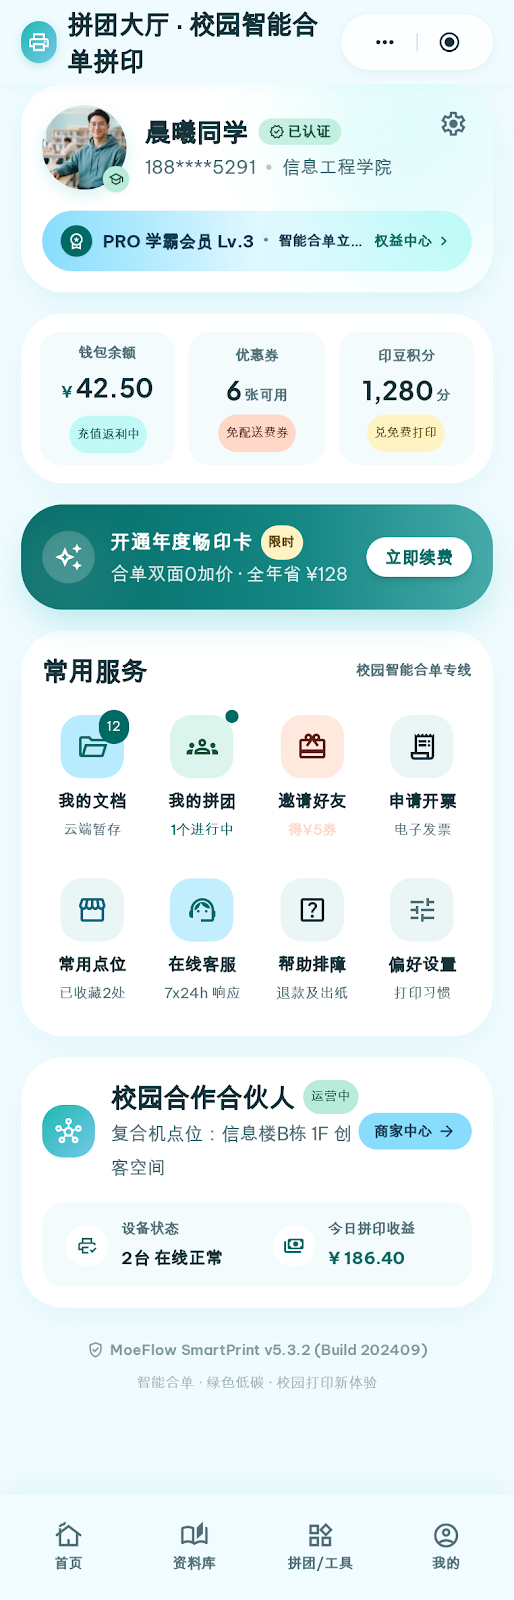 拼团大厅 · 校园智能合
单拼印
晨曦同学
已认证
188****5291 • 信息工程学院
PRO 学霸会员 Lv.3 • 智能合单立... 权益中心
钱包余额
¥42.50
充值返利中
优惠券
6张可用
免配送费券
印豆积分
1,280分
兑免费打印
开通年度畅印卡 限时
合单双面0加价 · 全年省 ¥128
立即续费
常用服务
校园智能合单专线
12
我的文档
云端暂存
我的拼团
1个进行中
邀请好友
得¥5券
申请开票
电子发票
常用点位
已收藏2处
在线客服
7x24h 响应
帮助排障
退款及出纸
偏好设置
打印习惯
校园合作合伙人 运营中
复合机点位：信息楼B栋 1F 创
客空间
商家中心
设备状态
2台 在线正常
今日拼印收益
¥ 186.40
MoeFlow SmartPrint v5.3.2 (Build 202409)
智能合单 · 绿色低碳 · 校园打印新体验
首页
资料库
拼团/工具
我的